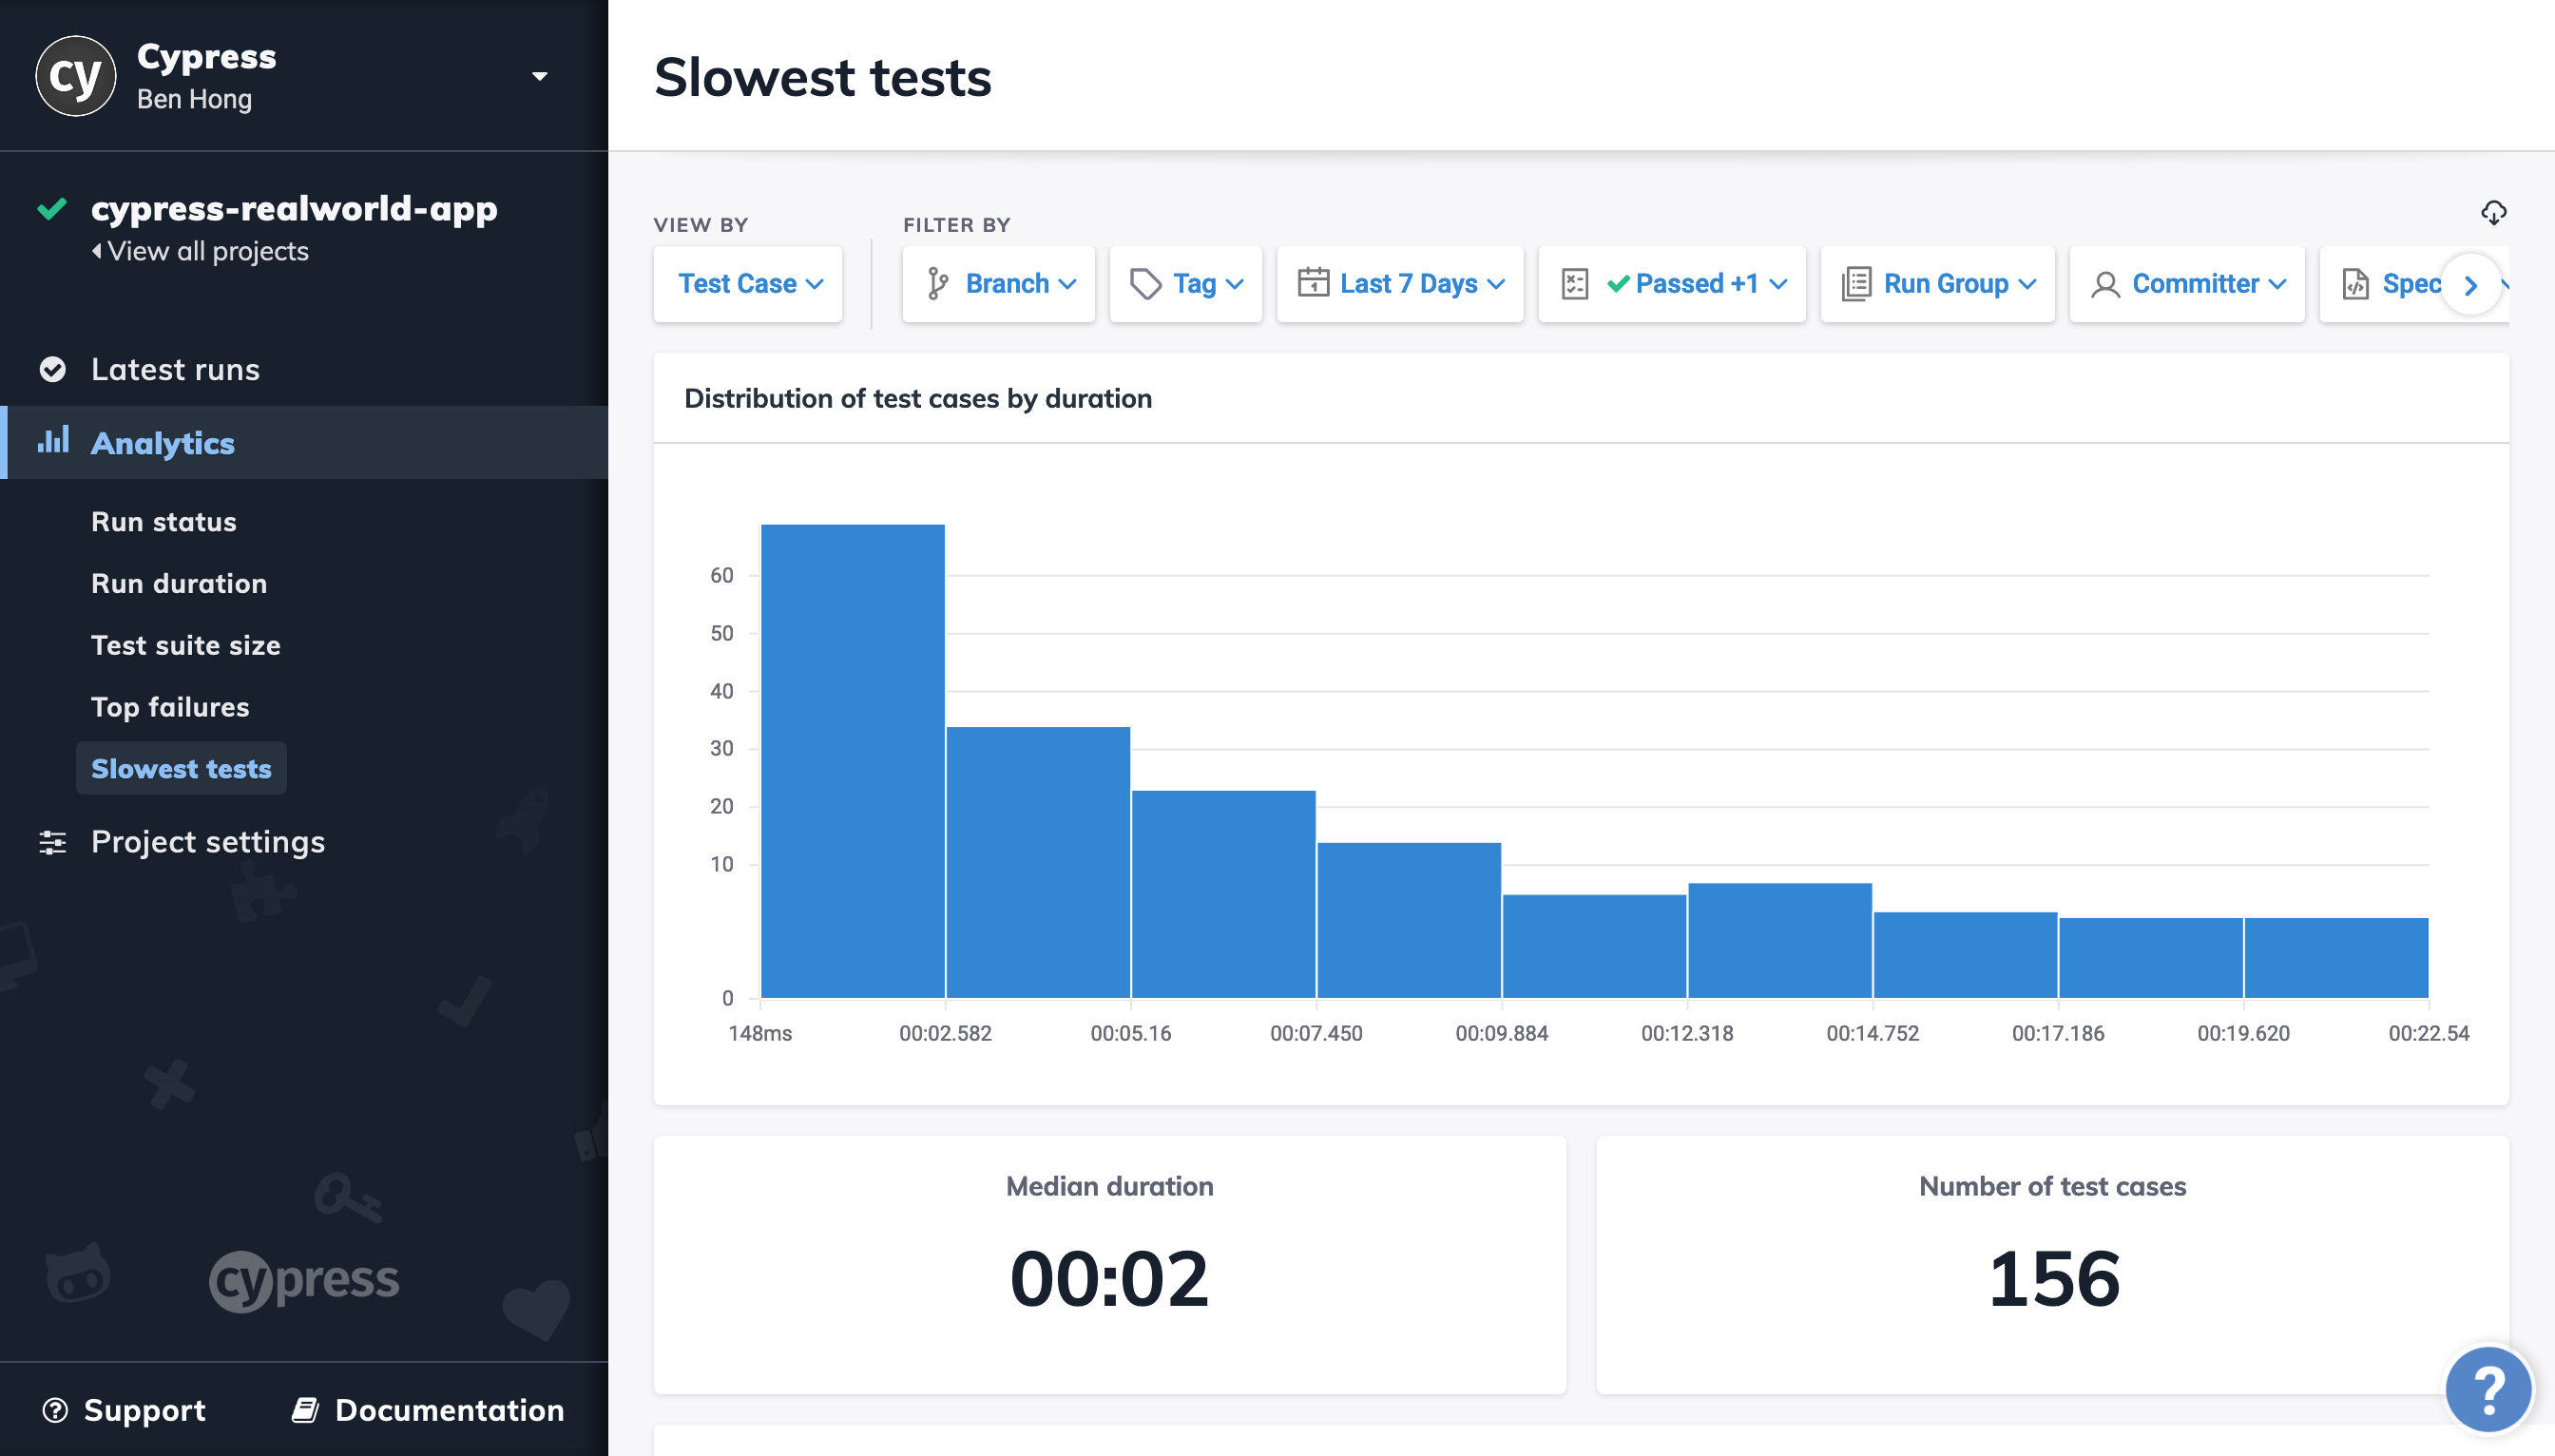 cy
Cypress
Ben Hong
cypress-realworld-app
View all projects
Latest runs
Analytics
Run status
Run duration
Test suite size
Top failures
Slowest tests
Project settings
cypress
Support
Documentation
Slowest tests
VIEW BY
FILTER BY
Test Case
Branch
Tag
1
Last 7 Days
Passed +1
Run Group
Committer
Spec
Distribution of test cases by duration
60
50
40
30
20
10
0
148ms
00:02.582
00:05.16
00:07.450
00:09.884
00:12.318
00:14.752
00:17.186
00:19.620
00:22.54
Median duration
00:02
Number of test cases
156
?